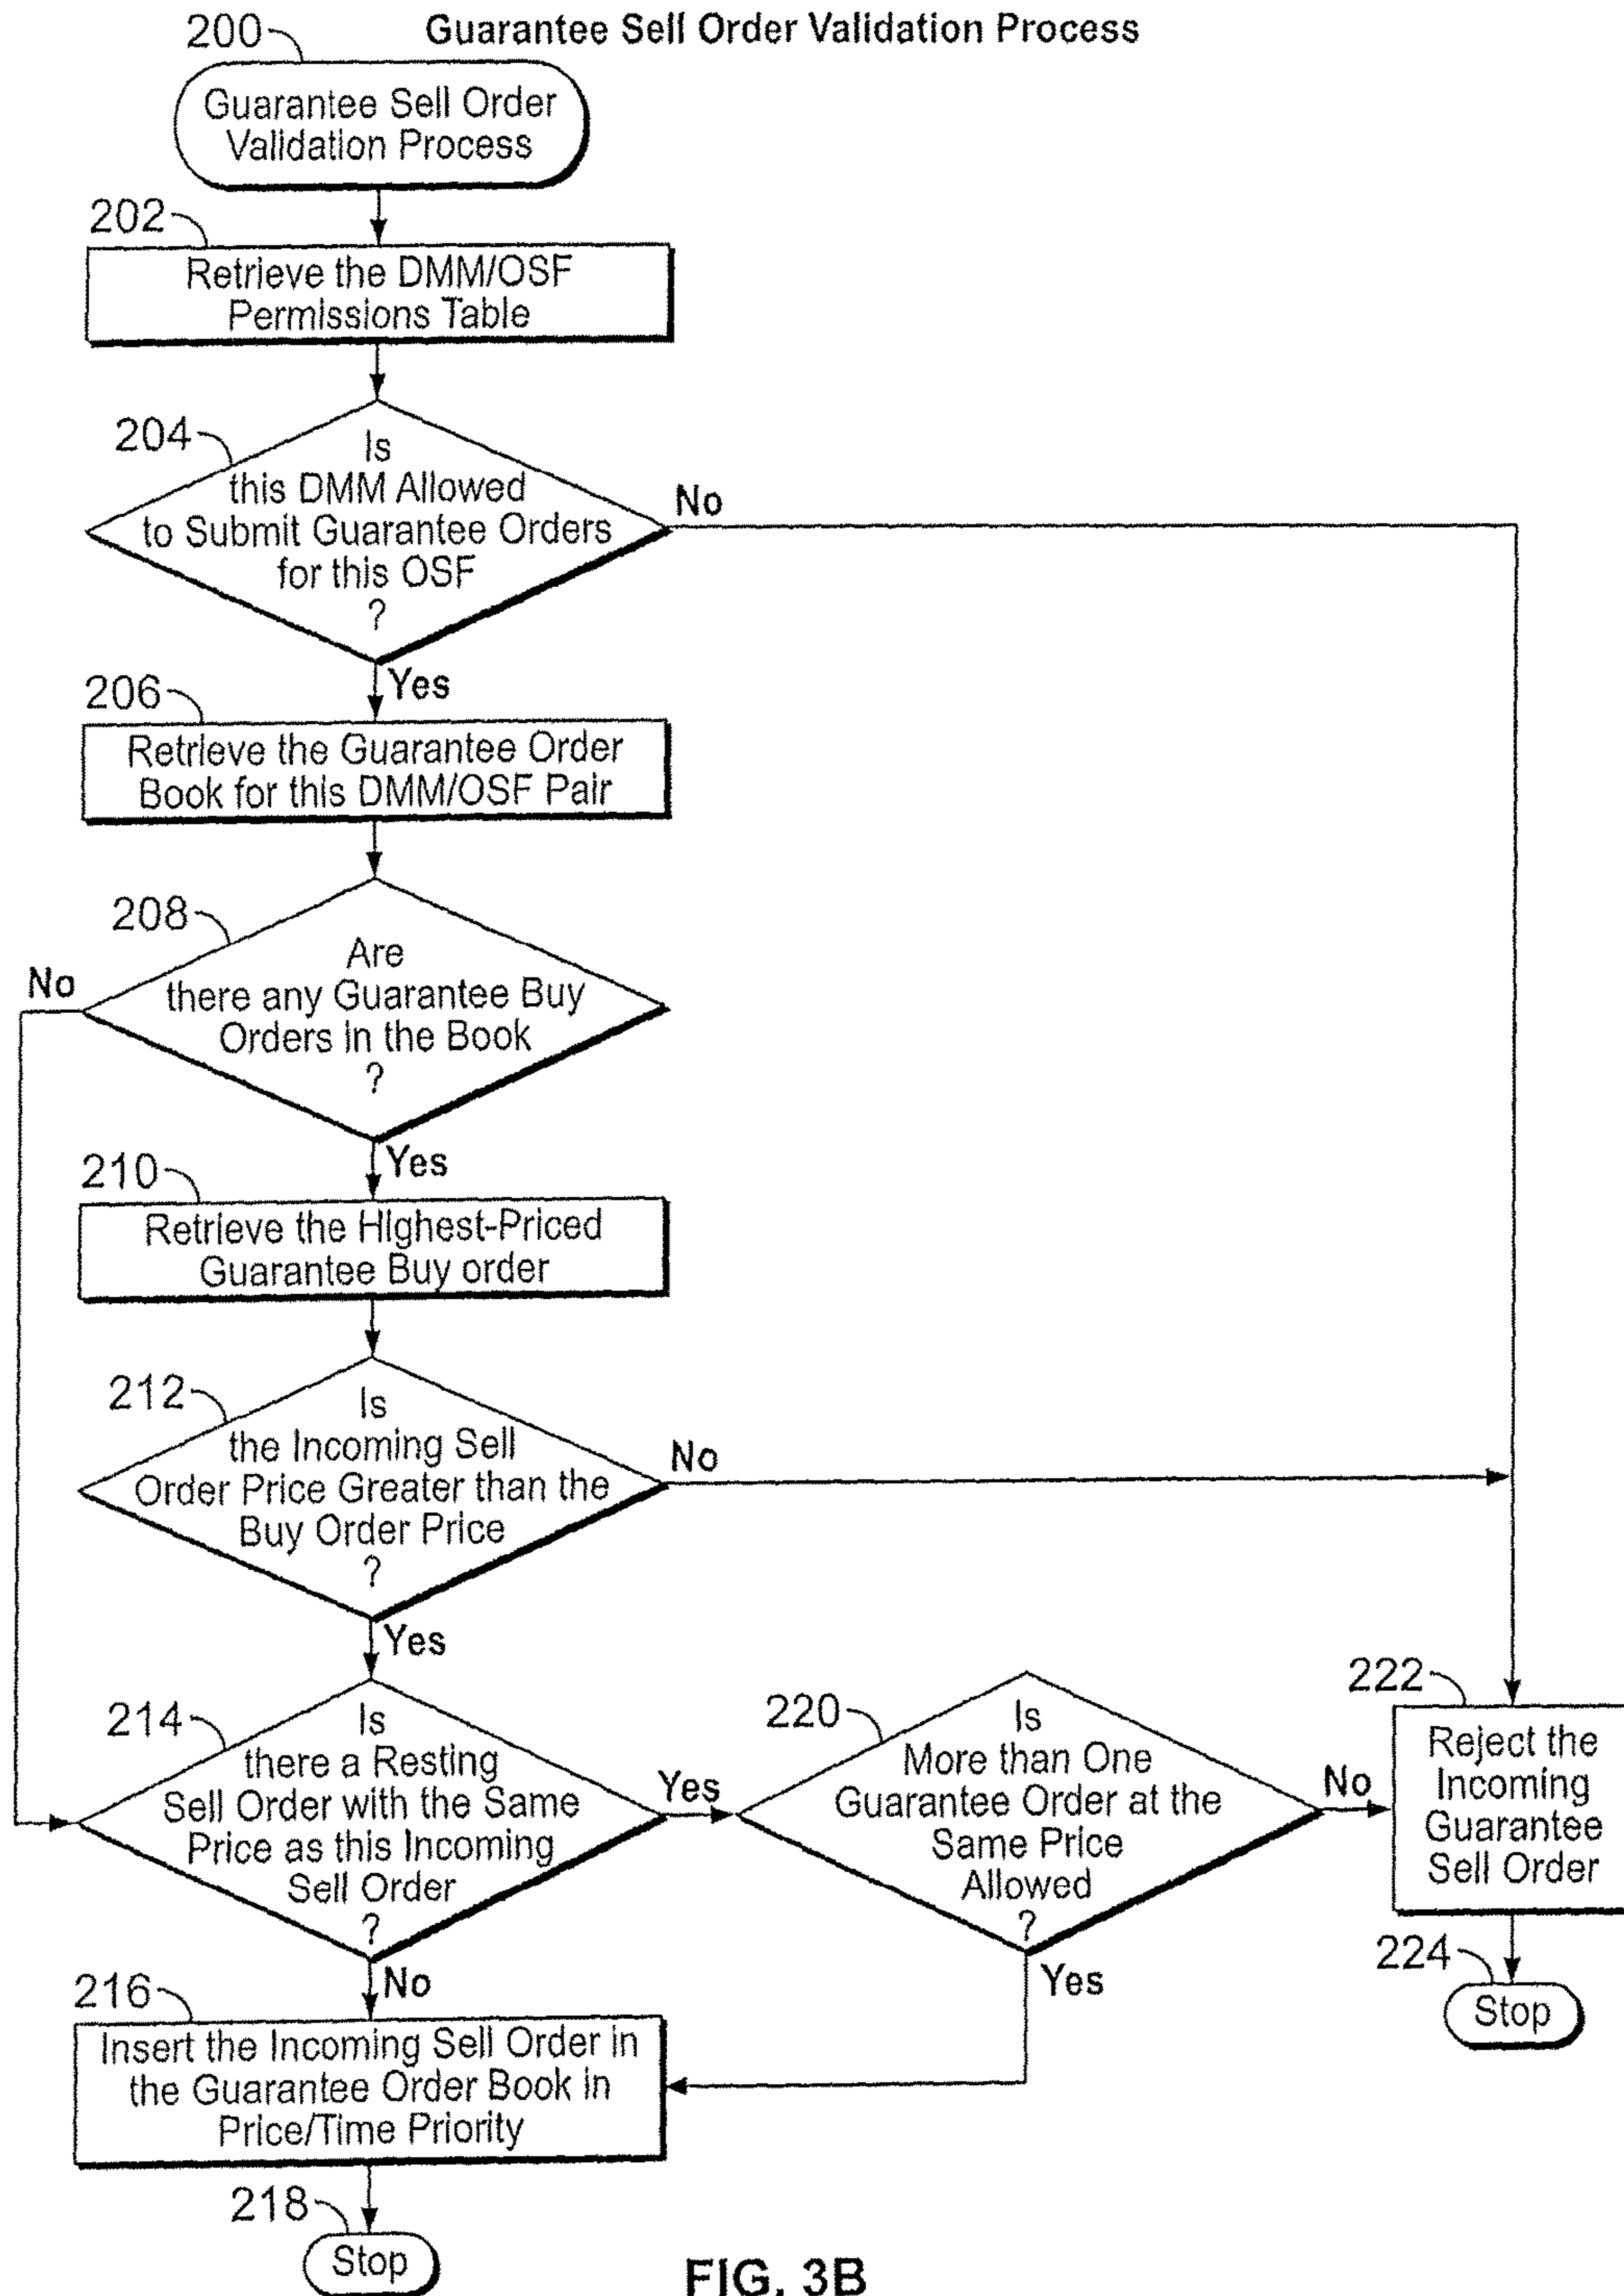 Guarantee Sell Order Validation Process
200
Guarantee Sell Order
Validation Process
202
Retrieve the DMM/OSF
Permissions Table
204
Is
this DMM Allowed
to Submit Guarantee Orders
for this OSF
?
No
Yes
206
Retrieve the Guarantee Order
Book for this DMM/OSF Pair
208
Are
there any Guarantee Buy
Orders in the Book
?
No
Yes
210
Retrieve the Highest-Priced
Guarantee Buy order
212
Is
the Incoming Sell
Order Price Greater than the
Buy Order Price
?
No
Yes
214
Is
there a Resting
Sell Order with the Same
Price as this Incoming
Sell Order
?
Yes
No
220
Is
More than One
Guarantee Order at the
Same Price
Allowed
?
No
Yes
222
Reject the
Incoming
Guarantee
Sell Order
224
Stop
216
Insert the Incoming Sell Order in
the Guarantee Order Book in
Price/Time Priority
218
Stop
FIG. 3B